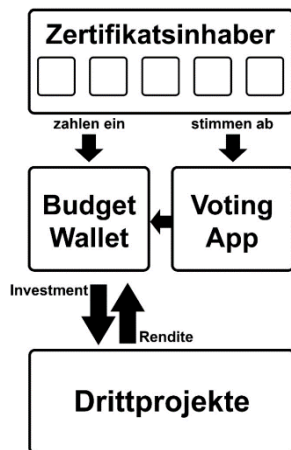 Zertifikatsinhaber
zahlen ein
stimmen ab
Budget
Wallet
Voting
App
Investment
Rendite
Drittprojekte